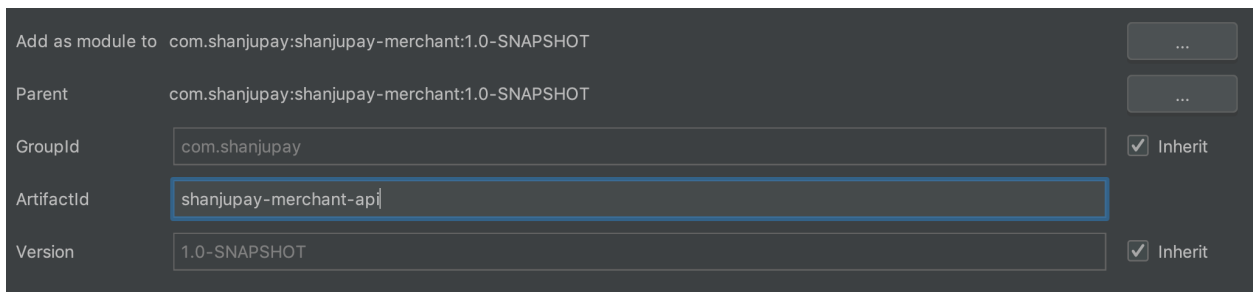 Add as module to com.shanjupay:shanjupay-merchant:1.0-SNAPSHOT ...
Parent com.shanjupay:shanjupay-merchant:1.0-SNAPSHOT ...
GroupId com.shanjupay Inherit
ArtifactId shanjupay-merchant-api
Version 1.0-SNAPSHOT Inherit